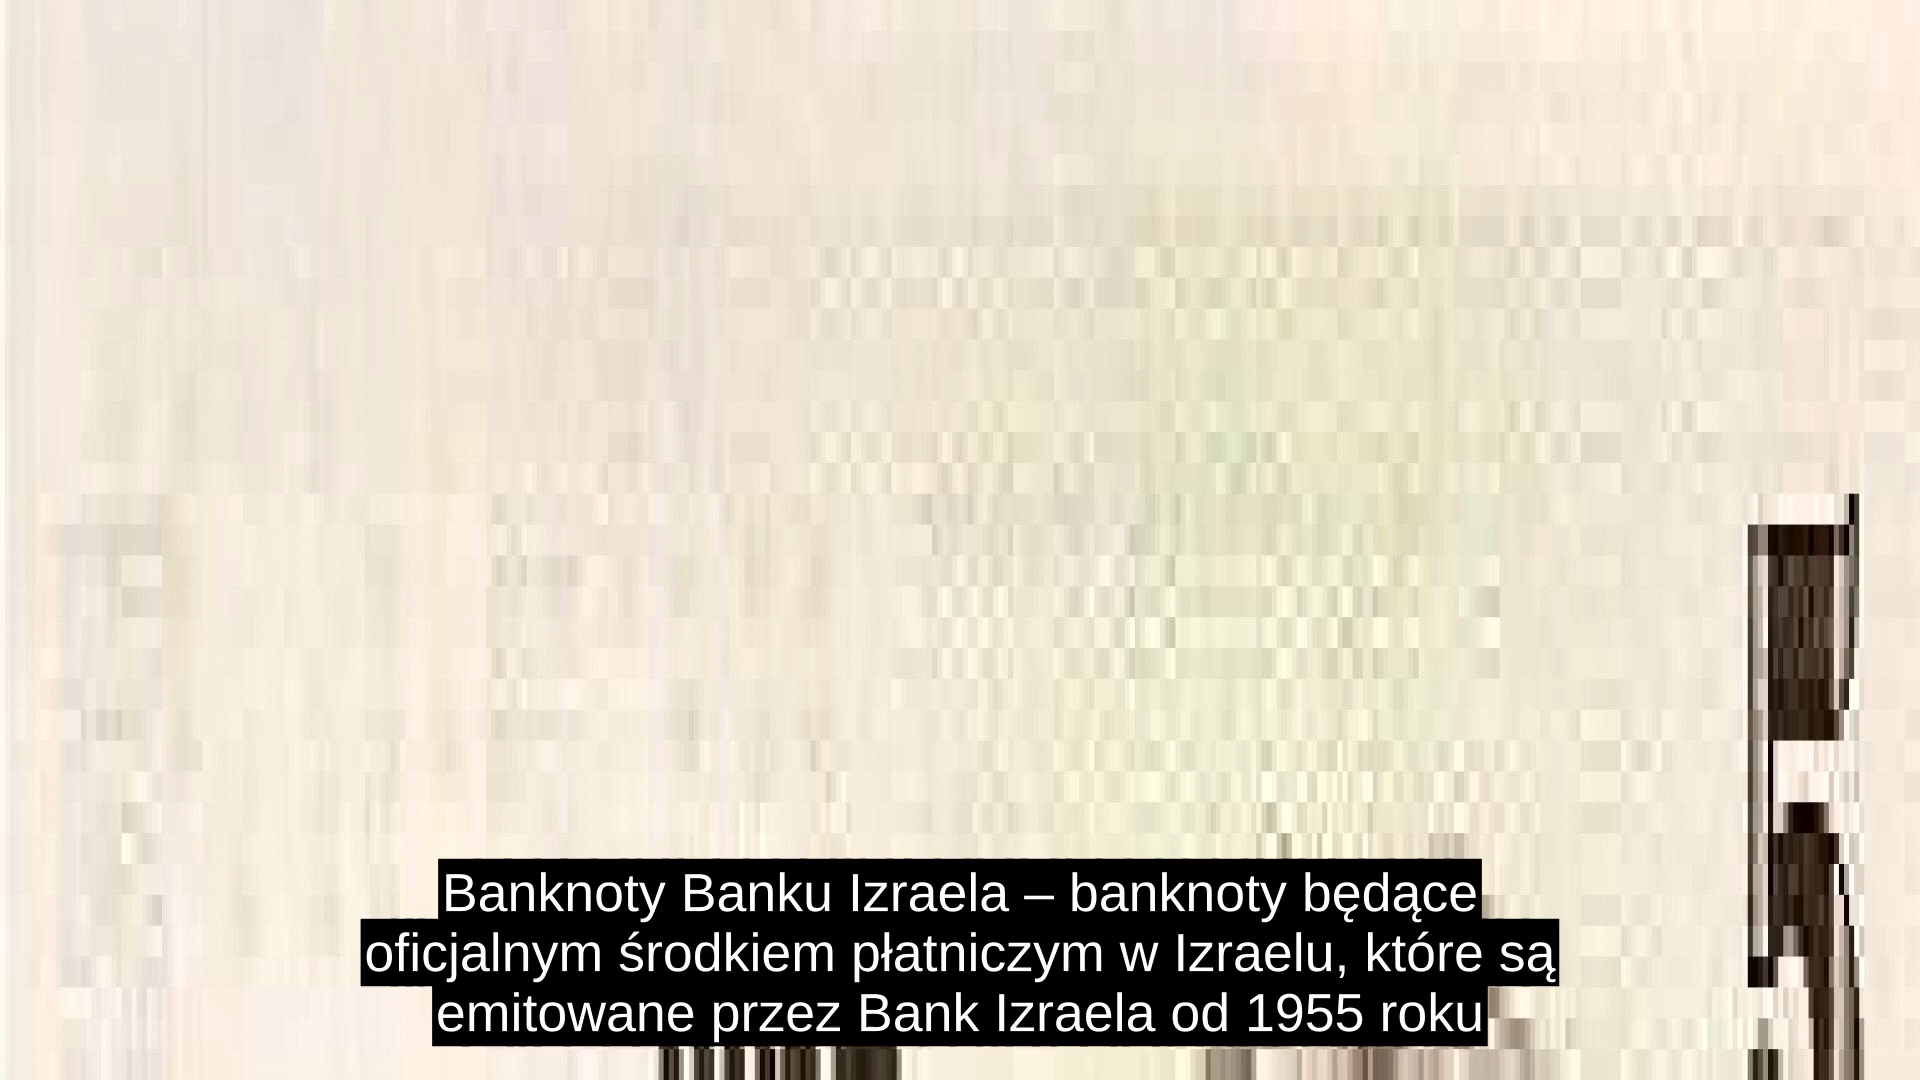 Banknoty Banku Izraela – banknoty będące
oficjalnym środkiem płatniczym w Izraelu, które są
emitowane przez Bank Izraela od 1955 roku